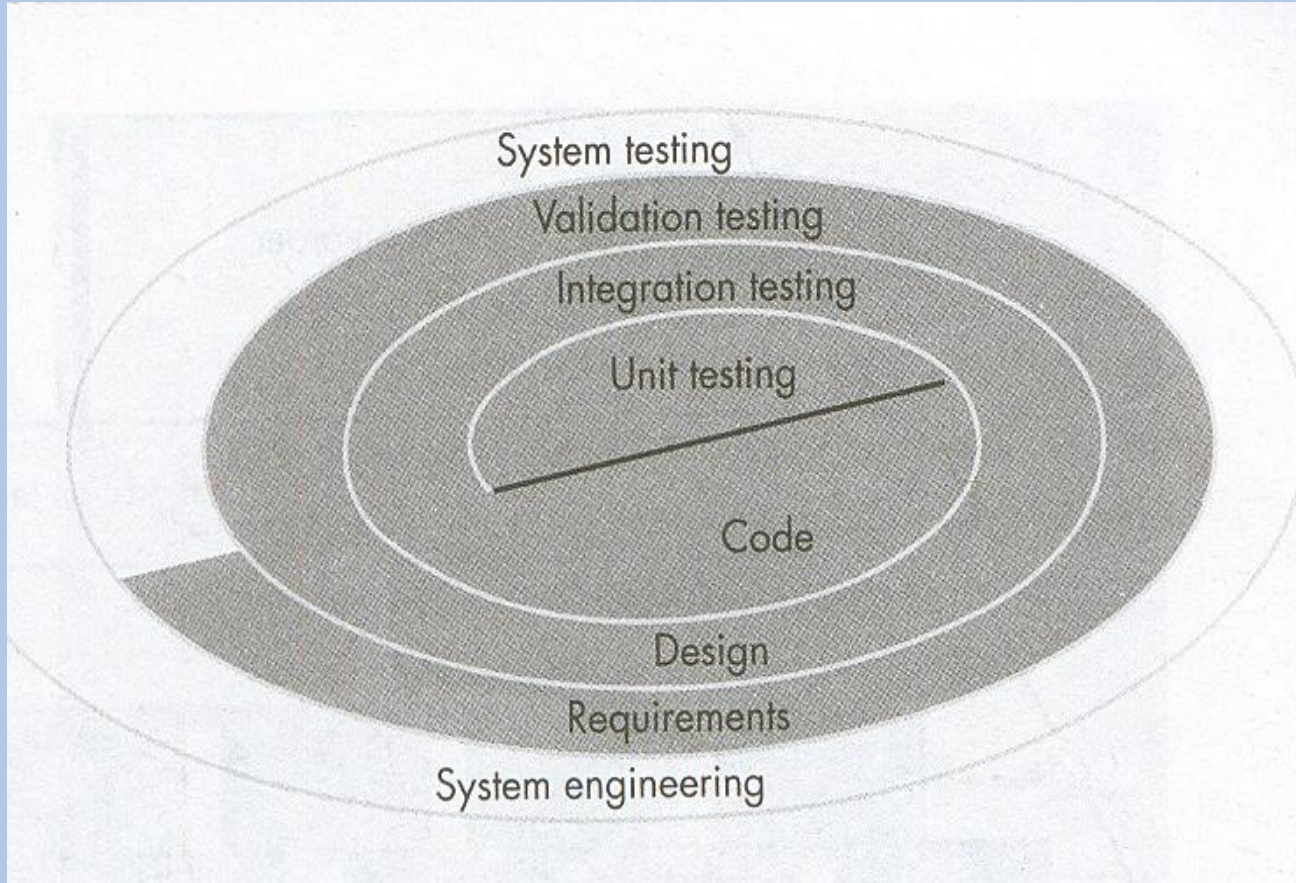 System testing
Validation testing
Integration testing
Unit testing
Code
Design
Requirements
System engineering